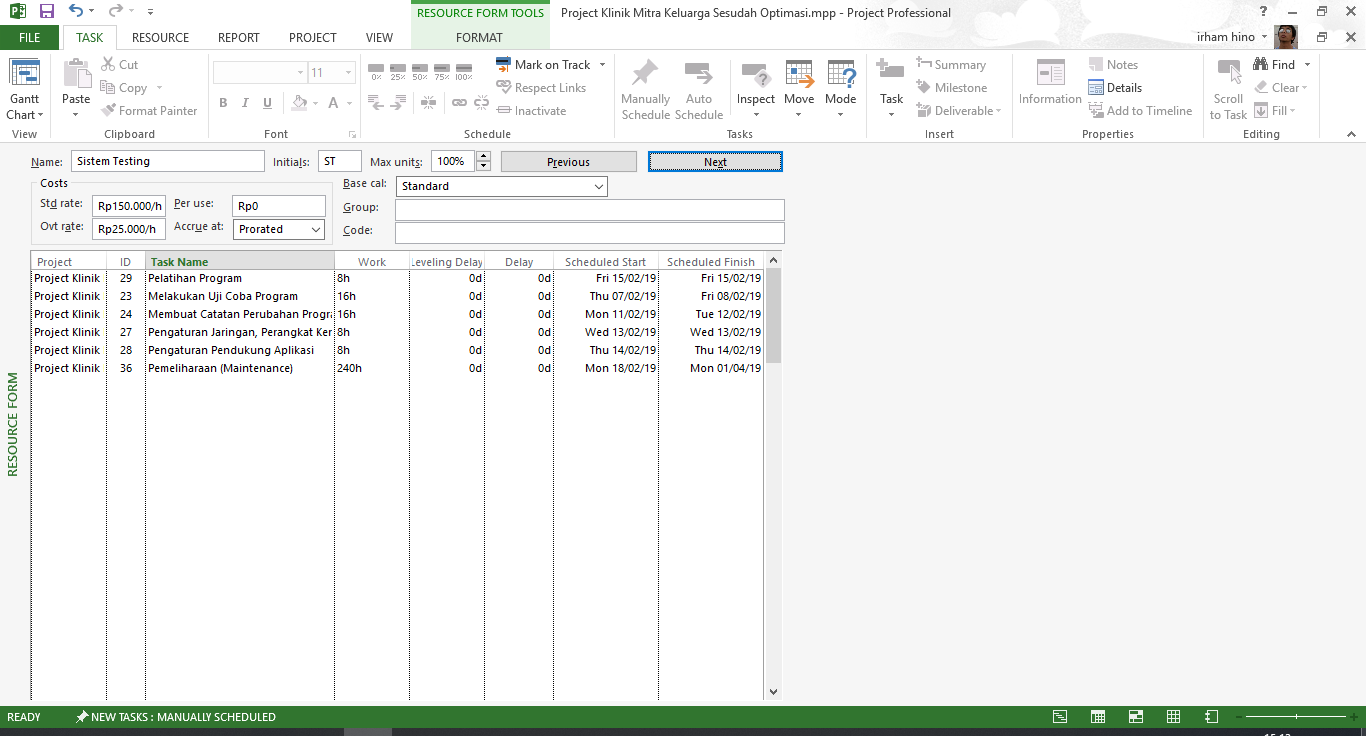 RESOURCE FORM TOOLS Project Klinik Mitra Keluarga Sesudah Optimasi.mpp - Project Professional ?
FILE TASK RESOURCE REPORT PROJECT VIEW FORMAT irham hino
Gantt Chart
View
Paste
Cut
Copy
Format Painter
Clipboard
11
B I U A
Font
0% 25% 50% 75% 100%
Mark on Track
Respect Links
Inactivate
Schedule
Manually Schedule
Auto Schedule
Inspect
Move
Mode
Tasks
Task
Summary
Milestone
Deliverable
Insert
Information
Notes
Details
Add to Timeline
Properties
Scroll to Task
Find
Clear
Fill
Editing
Name: Sistem Testing Initials: ST Max units: 100% Previous Next
Costs Base cal: Standard
Std rate: Rp150.000/h Per use: Rp0 Group:
Ovt rate: Rp25.000/h Accrue at: Prorated Code:
Project ID Task Name Work Leveling Delay Delay Scheduled Start Scheduled Finish
Project Klinik 29 Pelatihan Program 8h 0d 0d Fri 15/02/19 Fri 15/02/19
Project Klinik 23 Melakukan Uji Coba Program 16h 0d 0d Thu 07/02/19 Fri 08/02/19
Project Klinik 24 Membuat Catatan Perubahan Progra 16h 0d 0d Mon 11/02/19 Tue 12/02/19
Project Klinik 27 Pengaturan Jaringan, Perangkat Ker 8h 0d 0d Wed 13/02/19 Wed 13/02/19
Project Klinik 28 Pengaturan Pendukung Aplikasi 8h 0d 0d Thu 14/02/19 Thu 14/02/19
Project Klinik 36 Pemeliharaan (Maintenance) 240h 0d 0d Mon 18/02/19 Mon 01/04/19
RESOURCE FORM
READY NEW TASKS : MANUALLY SCHEDULED